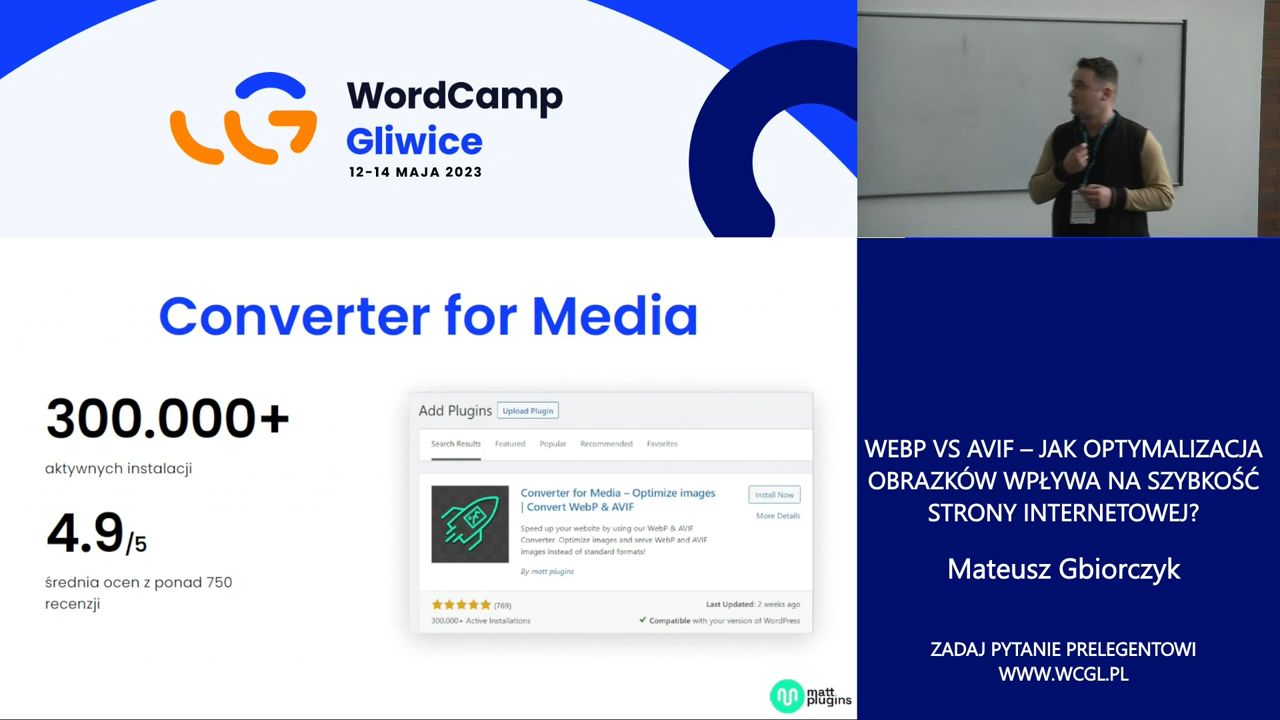 WordCamp
Gliwice
12-14 MAJA 2023
Converter for Media
300.000+
aktywnych instalacji
4.9/5
średnia ocen z ponad 750
recenzji
Add Plugins Upload Plugin
Search Results Featured Popular Recommended Favorites
Converter for Media – Optimize images
| Convert WebP & AVIF
Install Now
More Details
Speed up your website by using our WebP & AVIF
Converter. Optimize images and serve WebP and AVIF
images instead of standard formats!
By matt plugins
(769)
300.000+ Active Installations
Last Updated: 2 weeks ago
Compatible with your version of WordPress
matt
plugins
WEBP VS AVIF – JAK OPTYMALIZACJA
OBRAZKÓW WPŁYWA NA SZYBKOŚĆ
STRONY INTERNETOWEJ?
Mateusz Gbiorczyk
ZADAJ PYTANIE PRELEGENTOWI
WWW.WCGL.PL